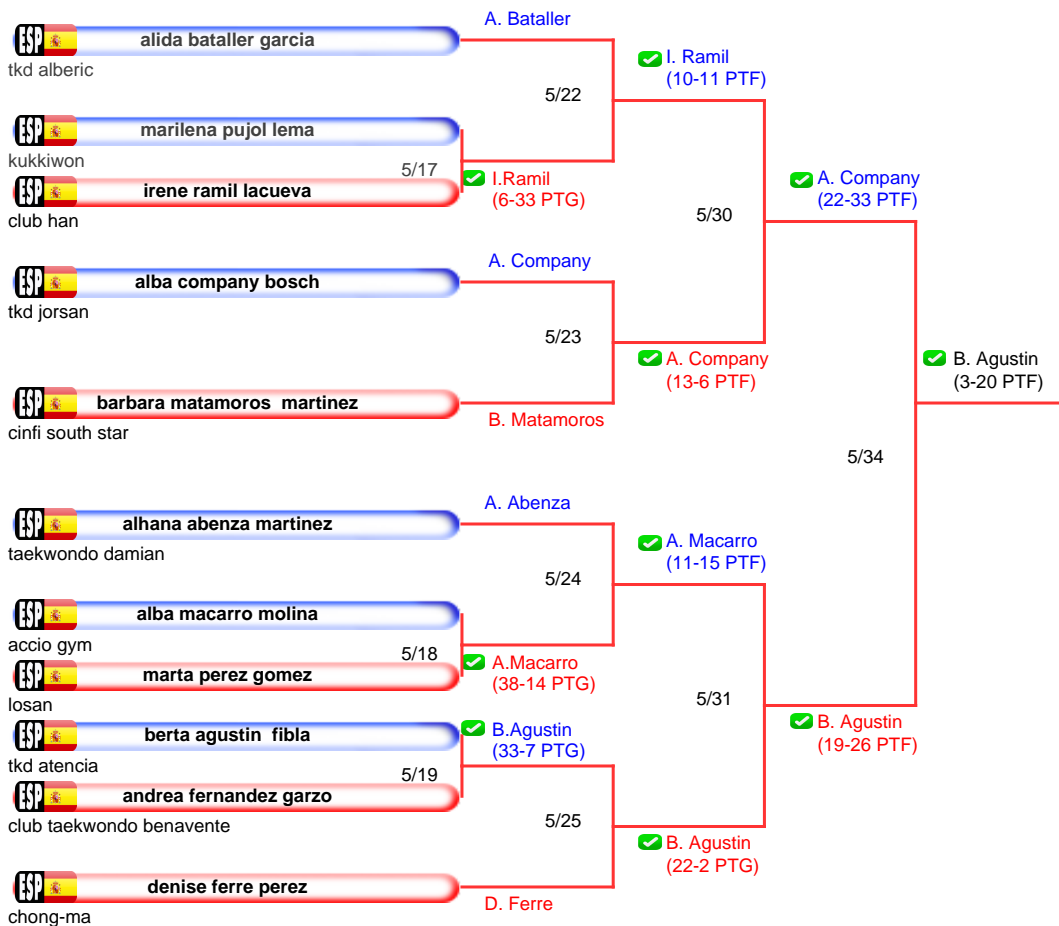 A. Bataller
ESP alida bataller garcia
tkd alberic
I. Ramil
(10-11 PTF)
5/22
ESP marilena pujol lema
kukkiwon
5/17
I.Ramil
(6-33 PTG)
ESP irene ramil lacueva
club han
A. Company
(22-33 PTF)
5/30
A. Company
ESP alba company bosch
tkd jorsan
5/23
A. Company
(13-6 PTF)
B. Agustin
(3-20 PTF)
ESP barbara matamoros  martinez
B. Matamoros
cinfi south star
5/34
A. Abenza
ESP alhana abenza martinez
taekwondo damian
A. Macarro
(11-15 PTF)
5/24
ESP alba macarro molina
accio gym
5/18
A.Macarro
(38-14 PTG)
ESP marta perez gomez
losan
5/31
B. Agustin
(19-26 PTF)
B.Agustin
(33-7 PTG)
ESP berta agustin  fibla
tkd atencia
5/19
ESP andrea fernandez garzo
club taekwondo benavente
5/25
B. Agustin
(22-2 PTG)
ESP denise ferre perez
D. Ferre
chong-ma